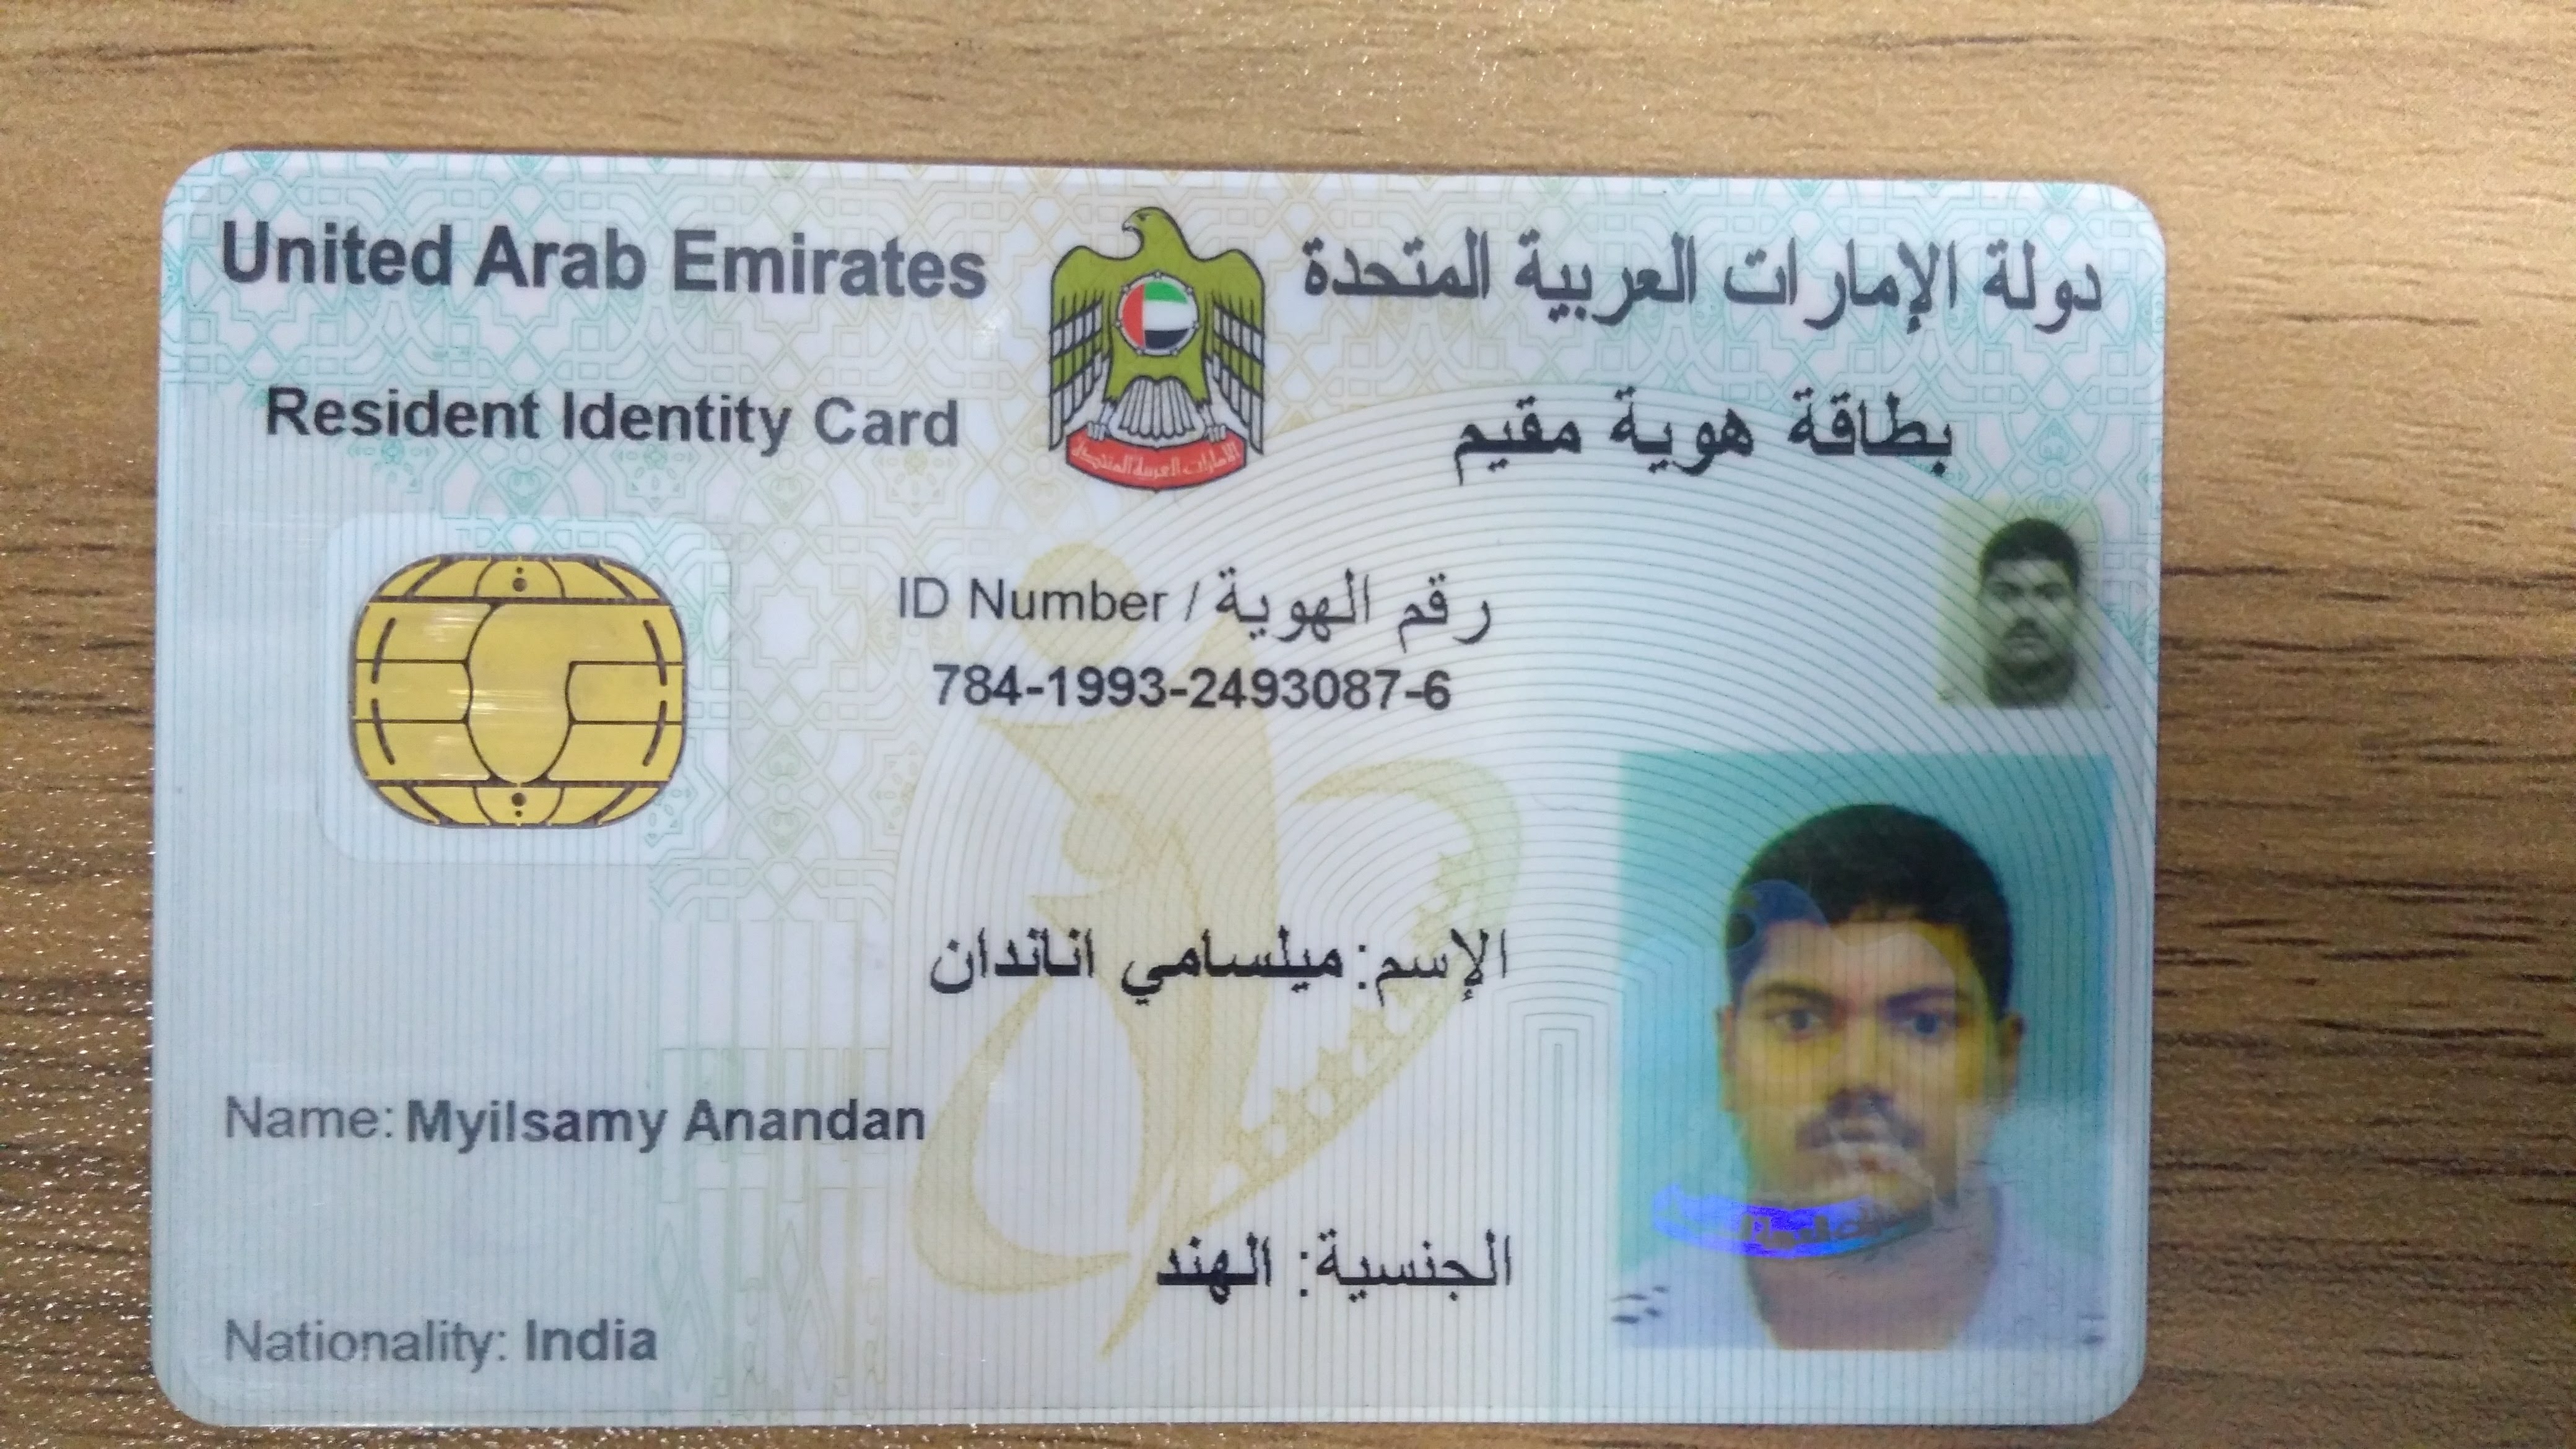 United Arab Emirates
دولة الإمارات العربية المتحدة
Resident Identity Card
بطاقة هوية مقيم
الإمارات العربية المتحدة
ID Number / رقم الهوية
784-1993-2493087-6
الإسم: ميلسامي اناندان
Name: Myilsamy Anandan
الجنسية: الهند
Nationality: India